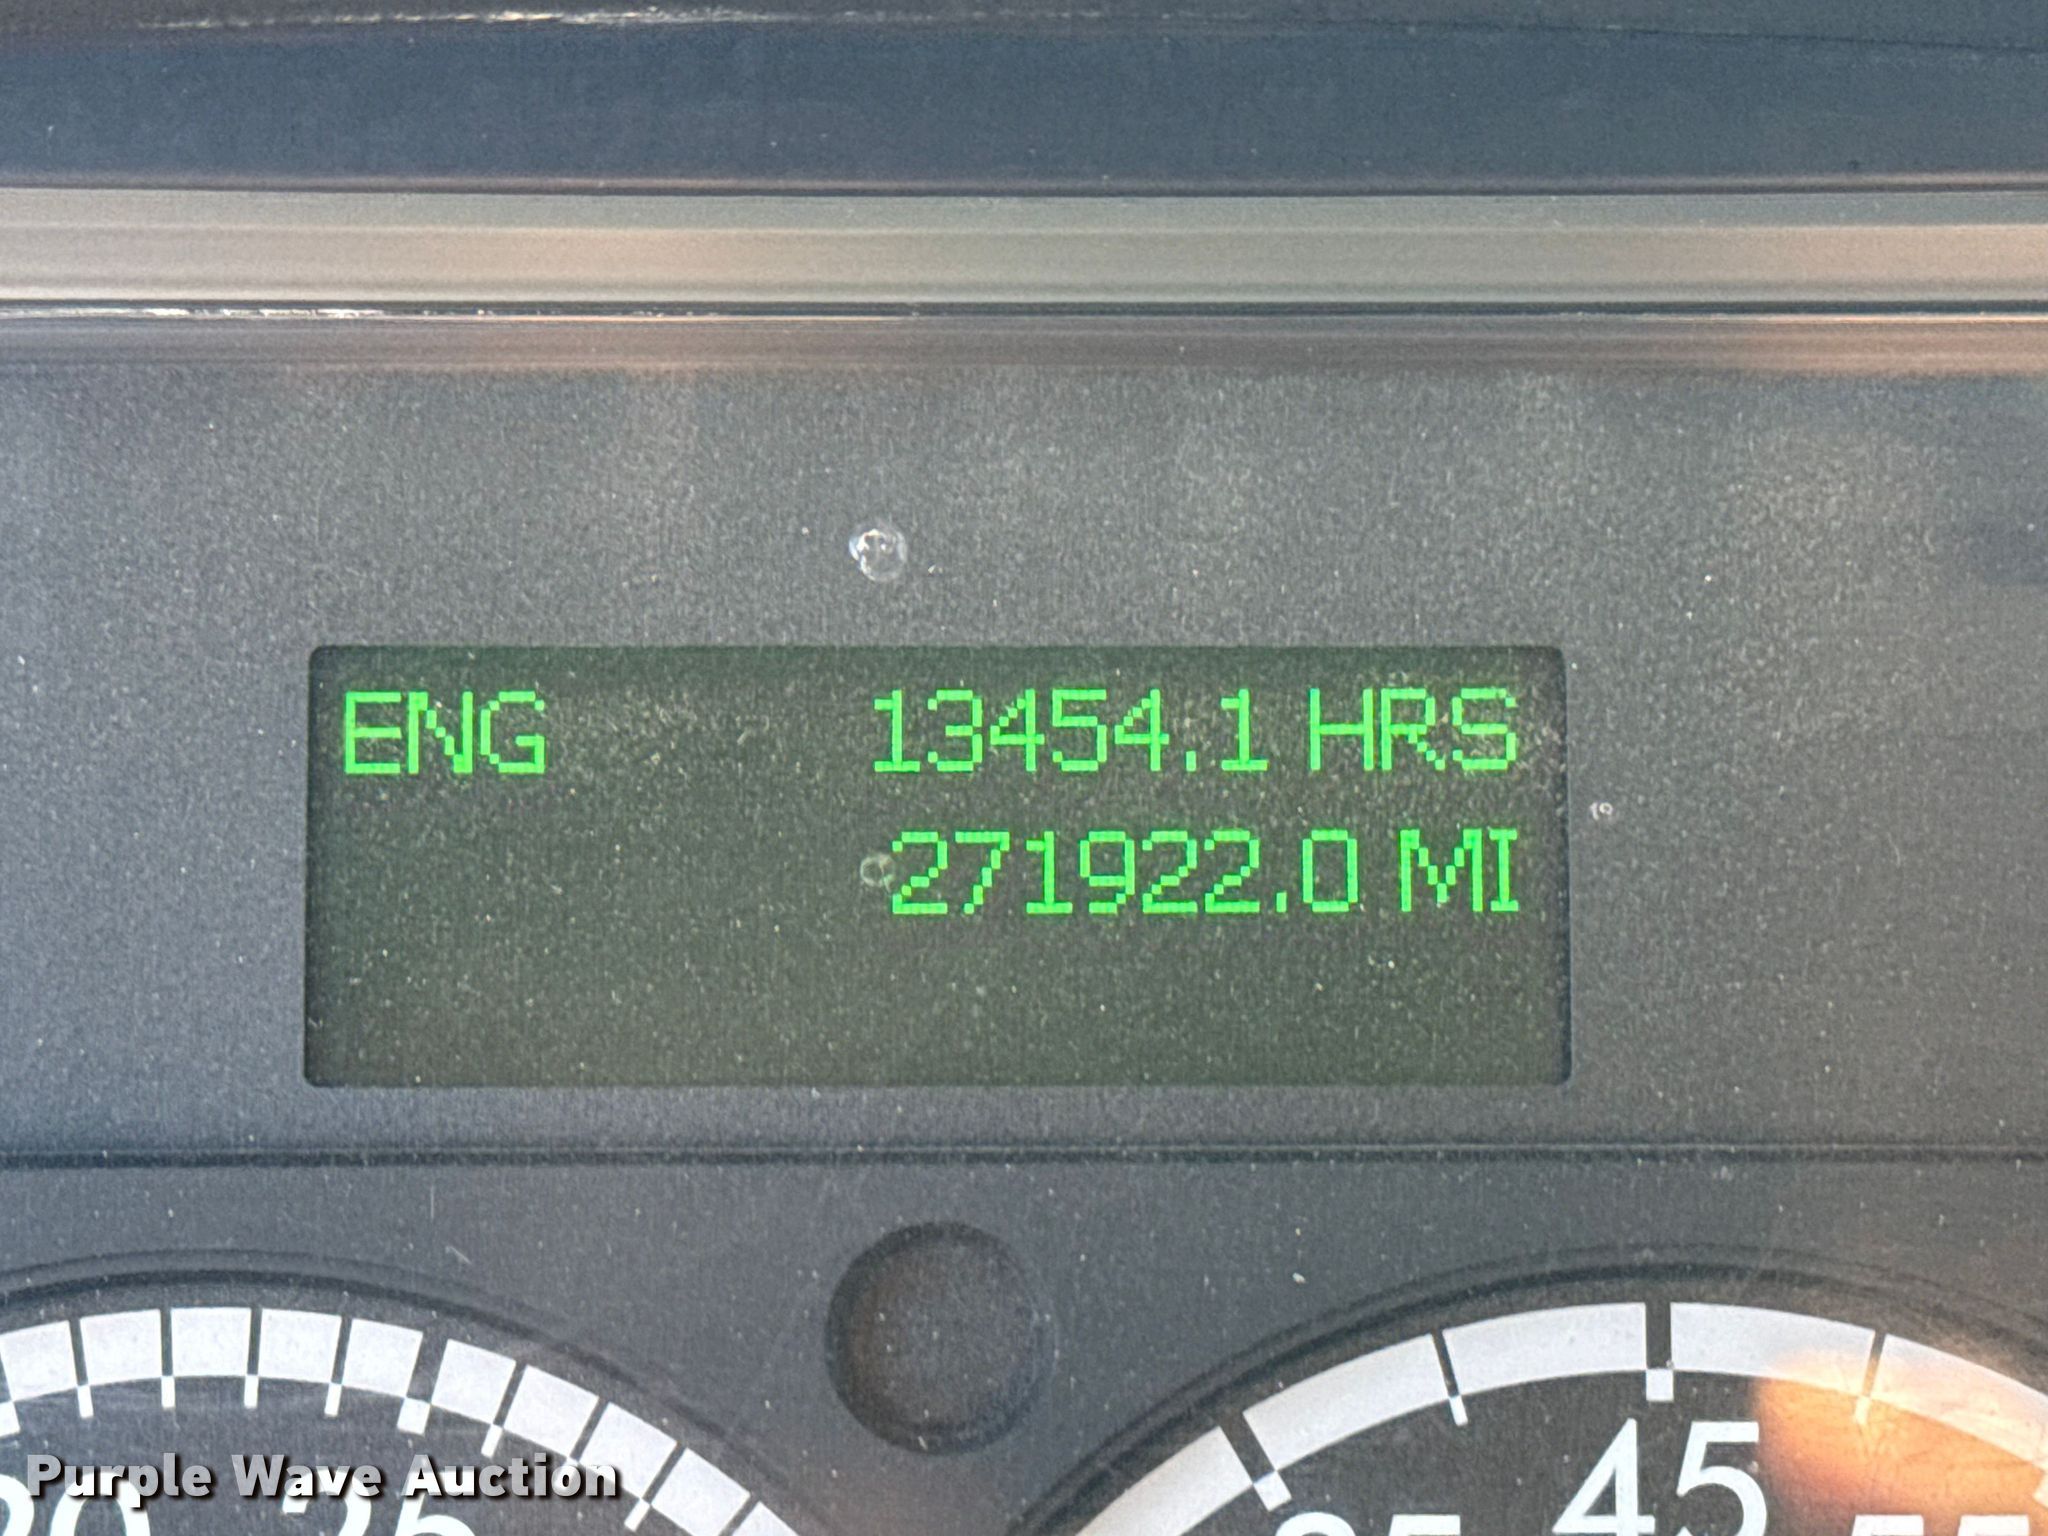 ENG 13454.1 HRS
271922.0 MI
45
Purple Wave Auction